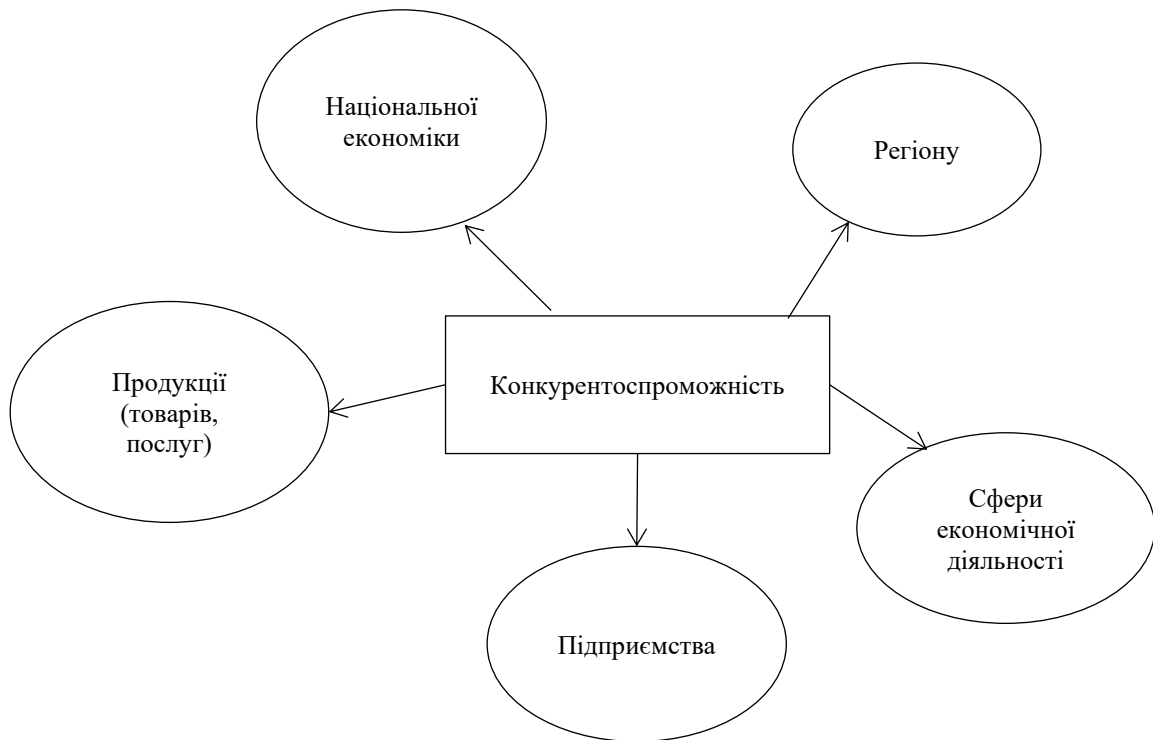 Національної
економіки
Регіону
Продукції
(товарів,
послуг)
Конкурентоспроможність
Сфери
економічної
діяльності
Підприємства